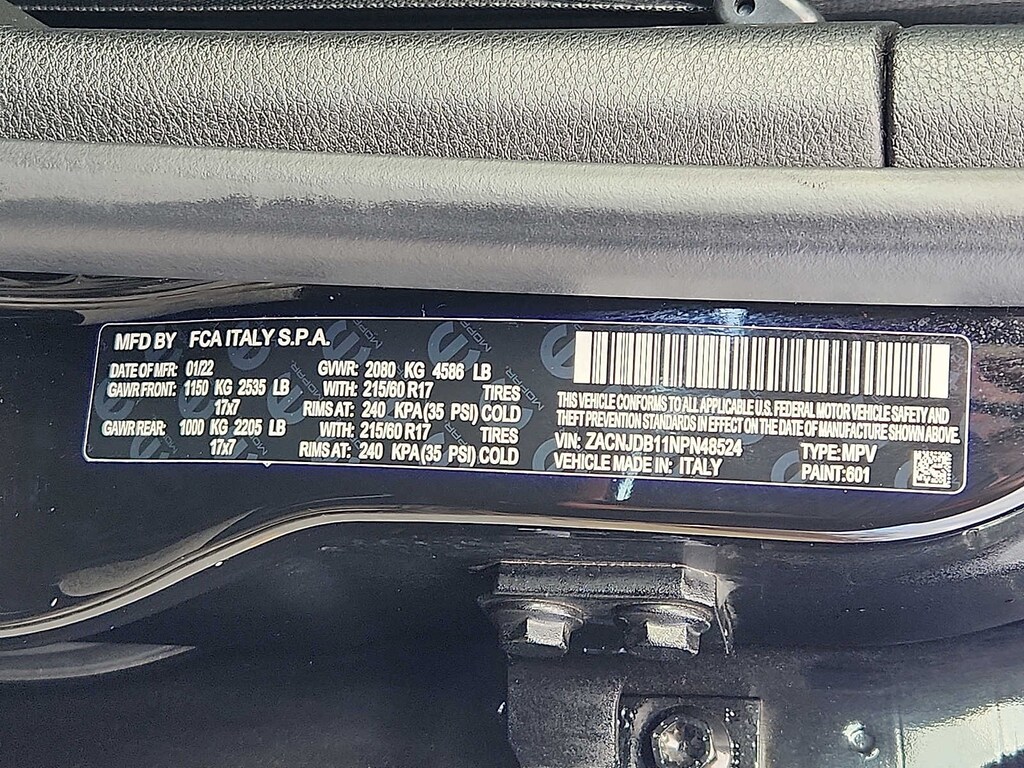 MFD BY FCA ITALY S.P.A.
DATE OF MFR: 01/22 GVWR: 2080 KG 4586 LB
GAWR FRONT: 1150 KG 2535 LB WITH: 215/60 R17 TIRES
17x7 RIMS AT: 240 KPA(35 PSI) COLD
GAWR REAR: 1000 KG 2205 LB WITH: 215/60 R17 TIRES
17x7 RIMS AT: 240 KPA(35 PSI) COLD
THIS VEHICLE CONFORMS TO ALL APPLICABLE U.S. FEDERAL MOTOR VEHICLE SAFETY AND
THEFT PREVENTION STANDARDS IN EFFECT ON THE DATE OF MANUFACTURE SHOWN ABOVE.
VIN: ZACNJDB11NPN48524 TYPE: MPV
VEHICLE MADE IN: ITALY PAINT:601
MOPAR